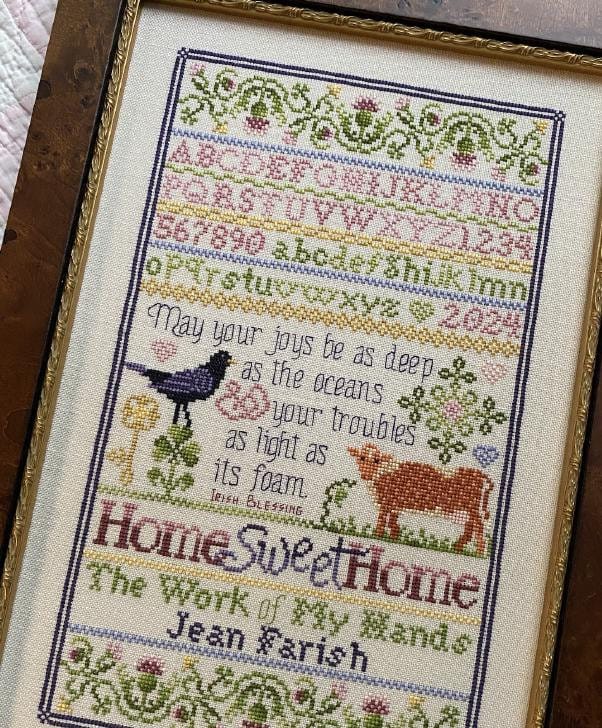 ABCDEFGHIJKLMNO
PQRSTUVWXYZ1234
567890 abcdefghijklmn
opqrstuvwxyz 2024
May your joys be as deep
as the oceans
your troubles
as light as
its foam.
Irish Blessing
Home Sweet Home
The Work of My Hands
Jean Farish